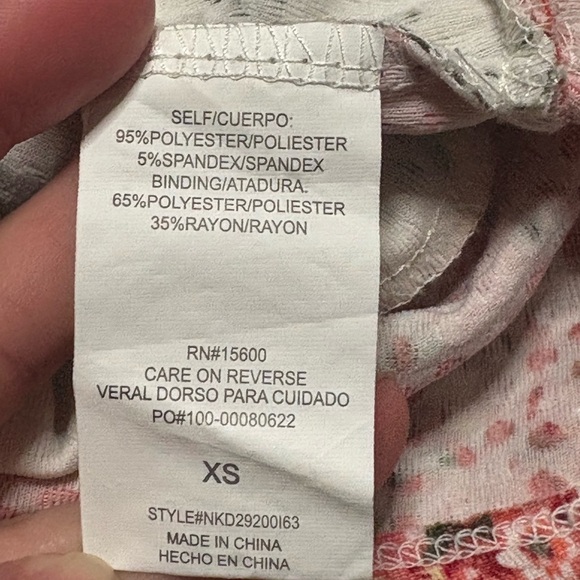 SELF/CUERPO:
95%POLYESTER/POLIESTER
5%SPANDEX/SPANDEX
BINDING/ATADURA.
65%POLYESTER/POLIESTER
35%RAYON/RAYON
RN#15600
CARE ON REVERSE
VERAL DORSO PARA CUIDADO
PO#100-00080622
XS
STYLE#NKD29200I63
MADE IN CHINA
HECHO EN CHINA